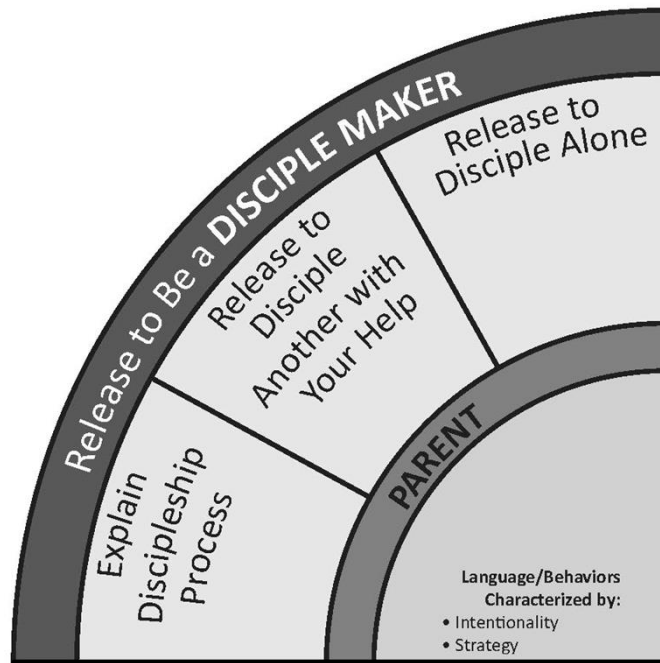 Release to Be a DISCIPLE MAKER
Explain
Discipleship
Process
Release to
Disciple
Another with
Your Help
Release to
Disciple Alone
PARENT
Language/Behaviors
Characterized by:
• Intentionality
• Strategy